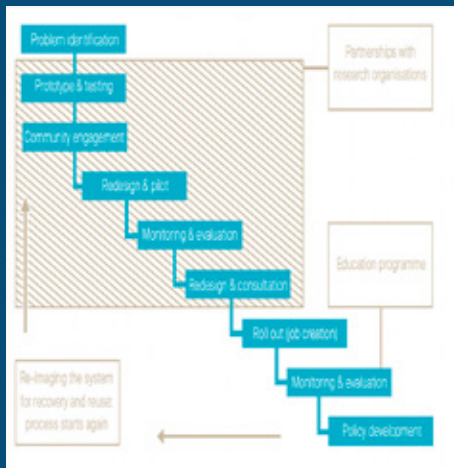 Problem identification
Partnerships with
research organisations
Prototype & testing
Community engagement
Redesign & pilot
Monitoring & evaluation
Education programme
Redesign & consultation
Roll out (job creation)
Re-imaging the system
for recovery and reuse:
process starts again
Monitoring & evaluation
Policy development